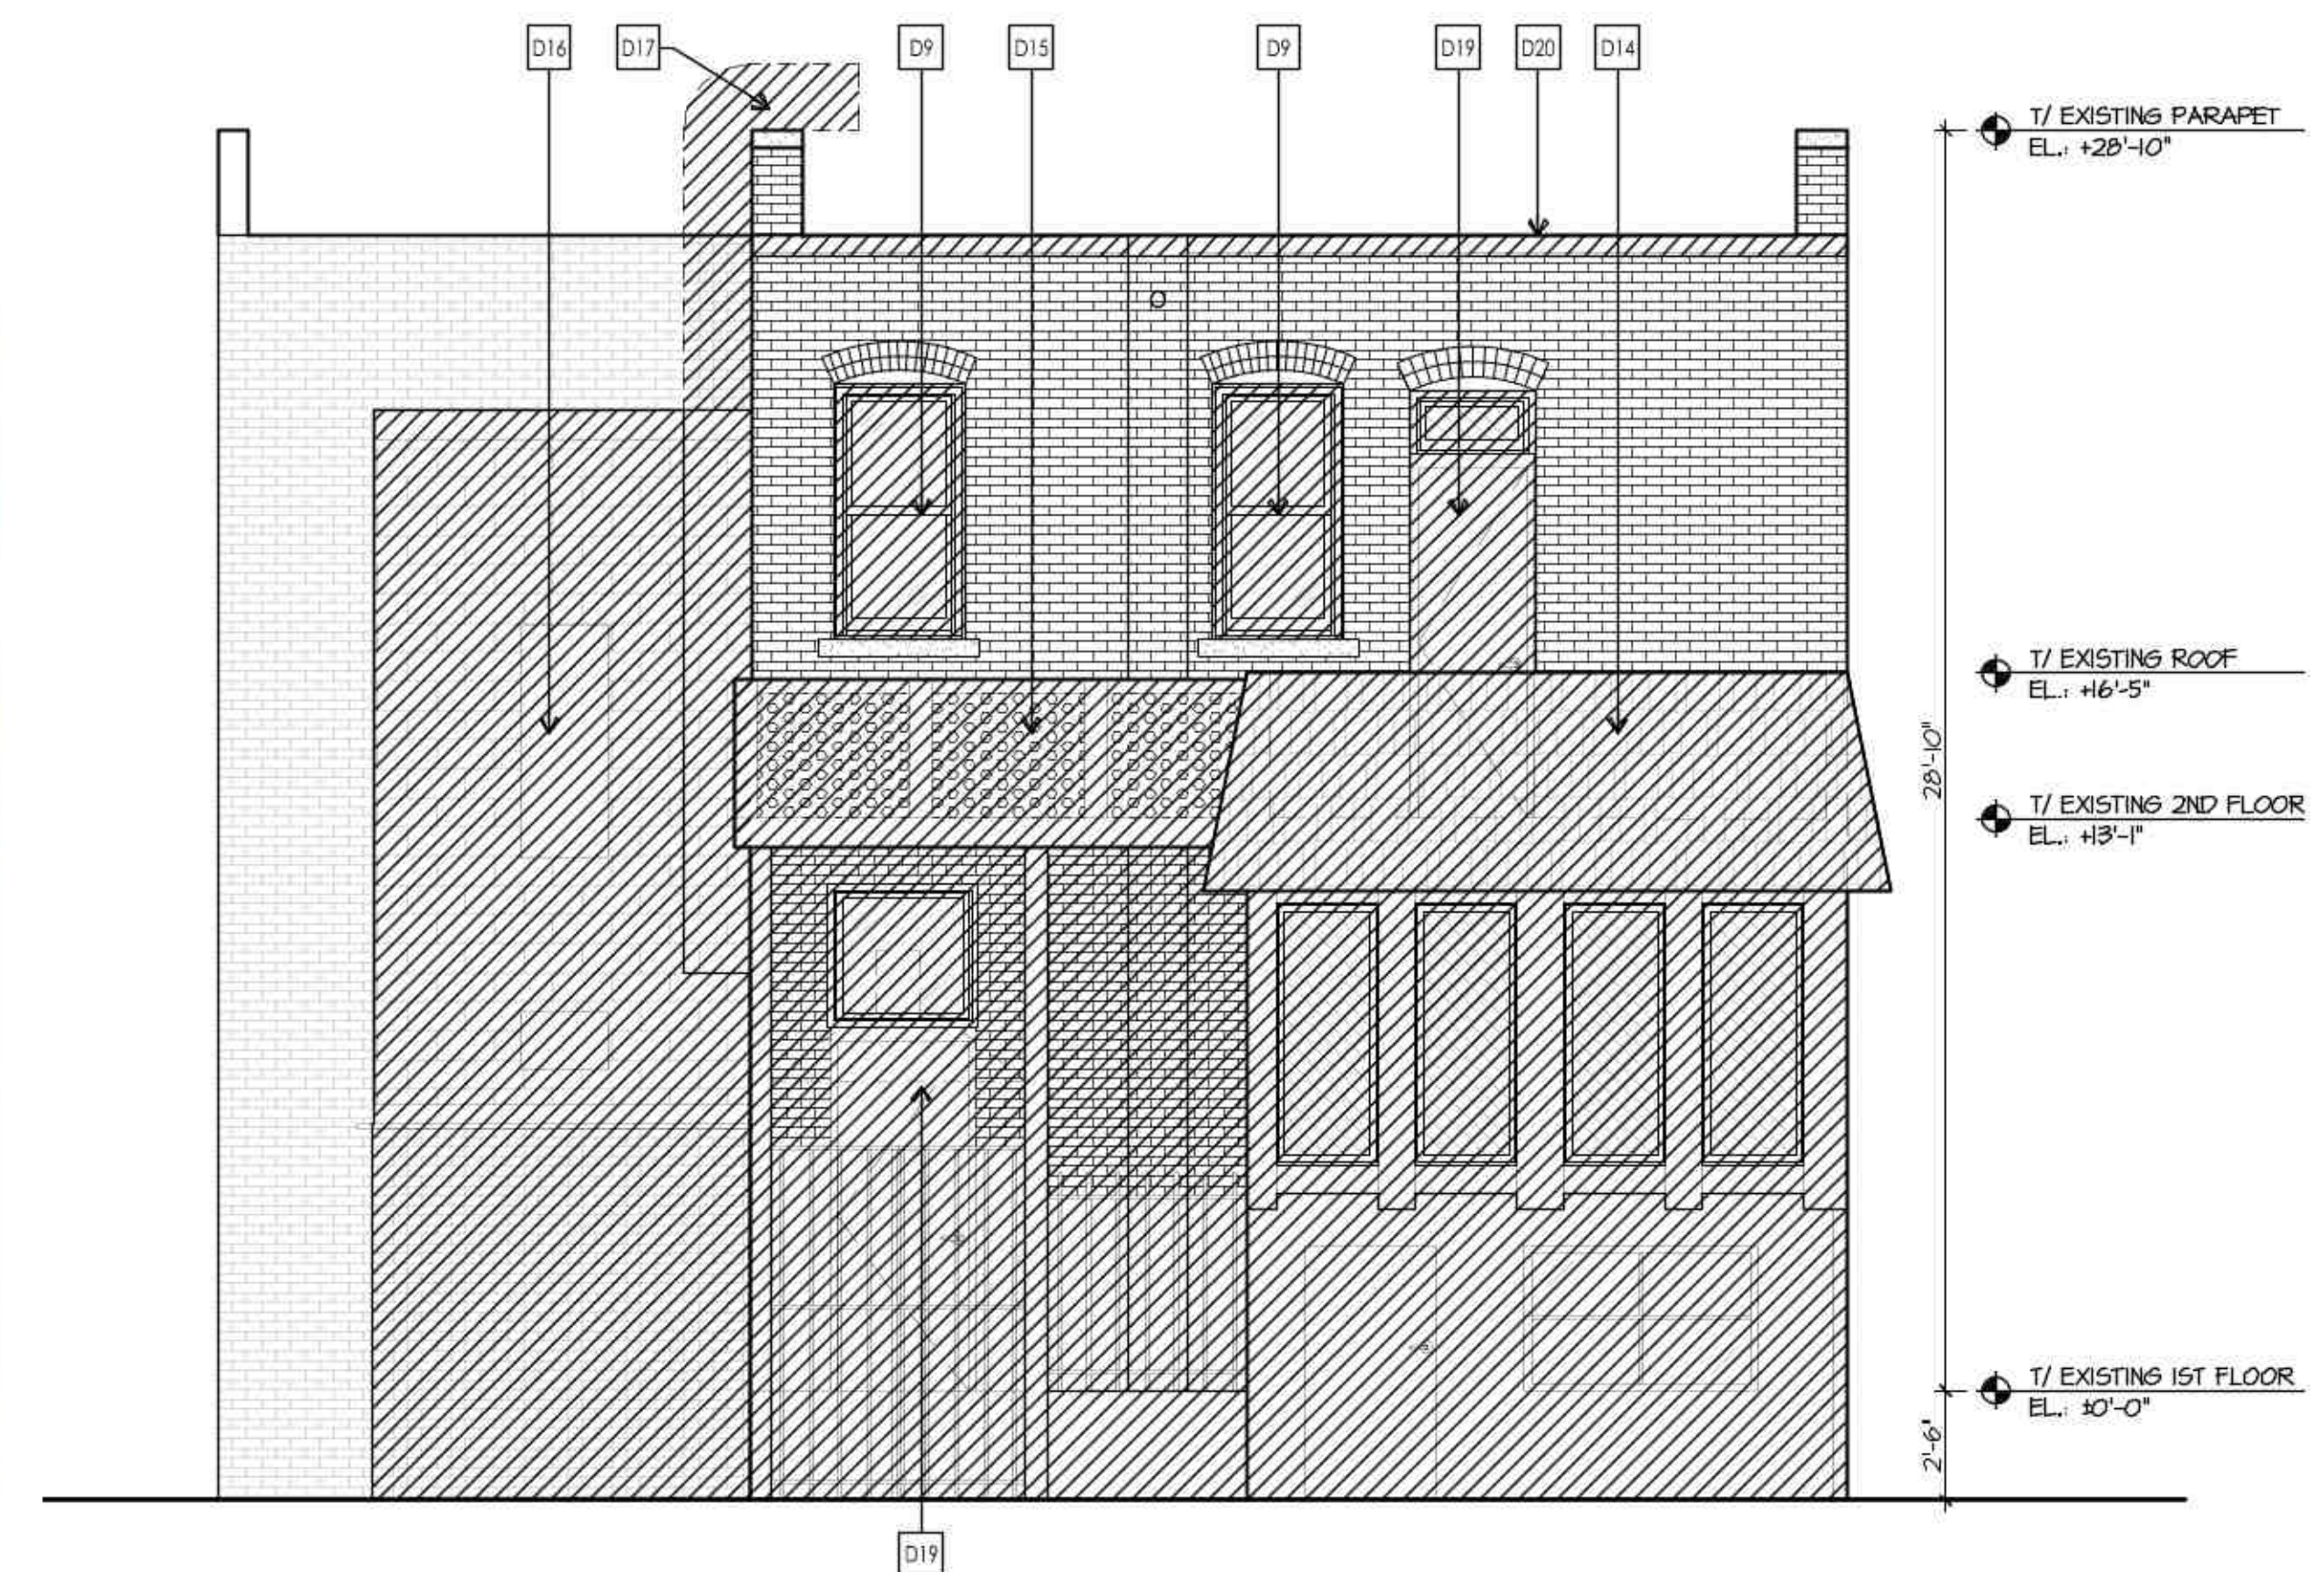 D16
D17
D9
D15
D9
D19
D20
D14
T/ EXISTING PARAPET
EL.: +28'-10"
T/ EXISTING ROOF
EL.: +16'-5"
28'-10"
T/ EXISTING 2ND FLOOR
EL.: +13'-1"
T/ EXISTING 1ST FLOOR
EL.: ±0'-0"
2'-6"
D19